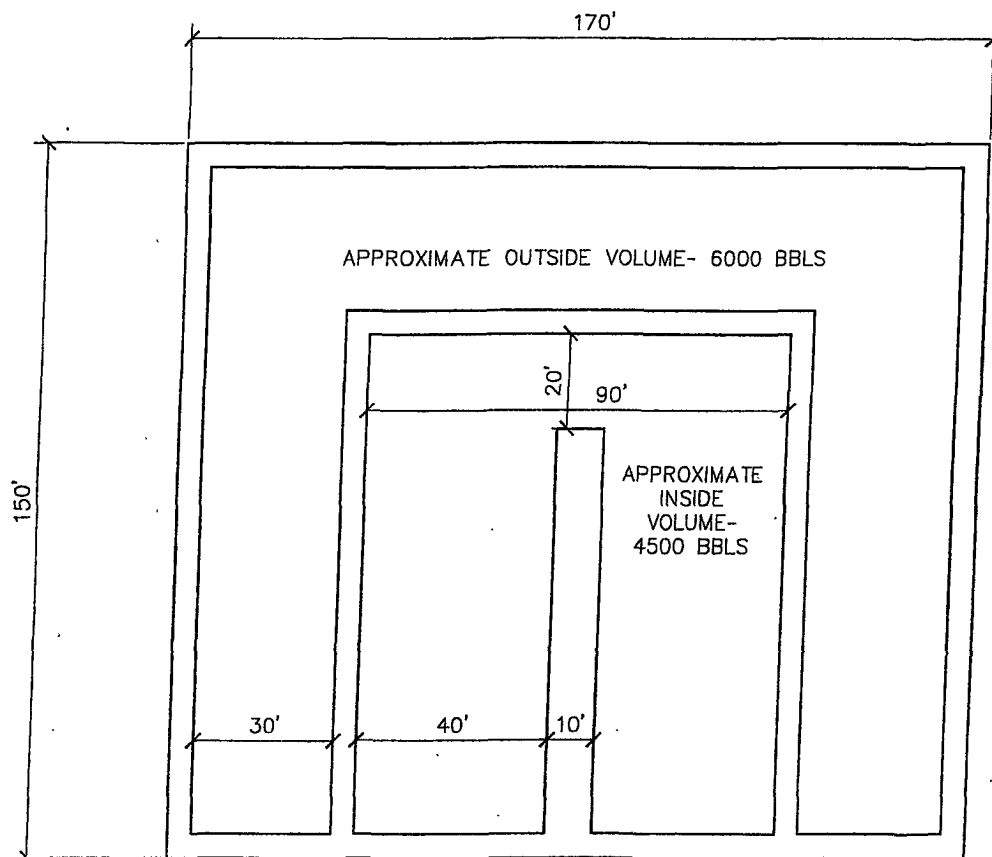 170'
APPROXIMATE OUTSIDE VOLUME- 6000 BBLS
20'
90'
APPROXIMATE
INSIDE
VOLUME-
4500 BBLS
150'
30'
40'
10'